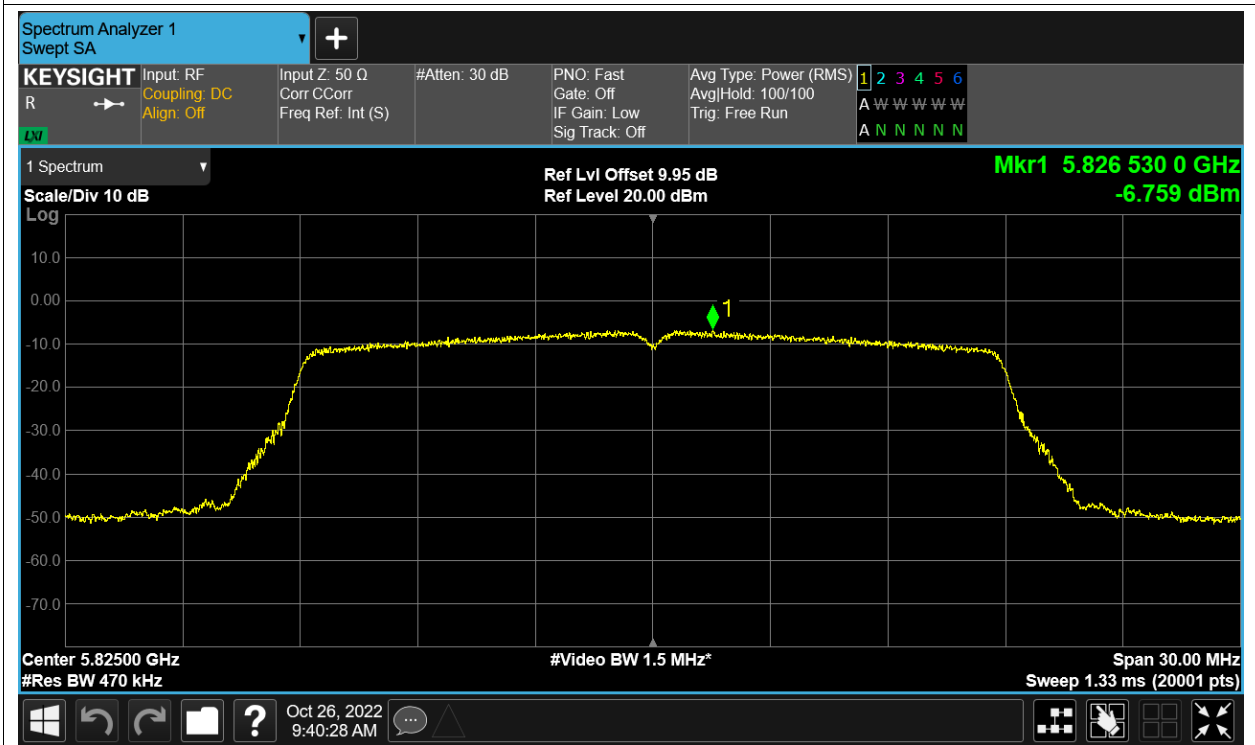 Spectrum Analyzer 1
Swept SA
KEYSIGHT
R
LXI
Input: RF
Coupling: DC
Align: Off
Input Z: 50 Ω
Corr CCorr
Freq Ref: Int (S)
#Atten: 30 dB
PNO: Fast
Gate: Off
IF Gain: Low
Sig Track: Off
Avg Type: Power (RMS)
Avg|Hold: 100/100
Trig: Free Run
1 2 3 4 5 6
A W W W W W
A N N N N N
1 Spectrum
Scale/Div 10 dB
Log
Ref Lvl Offset 9.95 dB
Ref Level 20.00 dBm
Mkr1 5.826 530 0 GHz
-6.759 dBm
10.0
0.00
-10.0
-20.0
-30.0
-40.0
-50.0
-60.0
-70.0
1
Center 5.82500 GHz
#Res BW 470 kHz
#Video BW 1.5 MHz*
Span 30.00 MHz
Sweep 1.33 ms (20001 pts)
?
Oct 26, 2022
9:40:28 AM